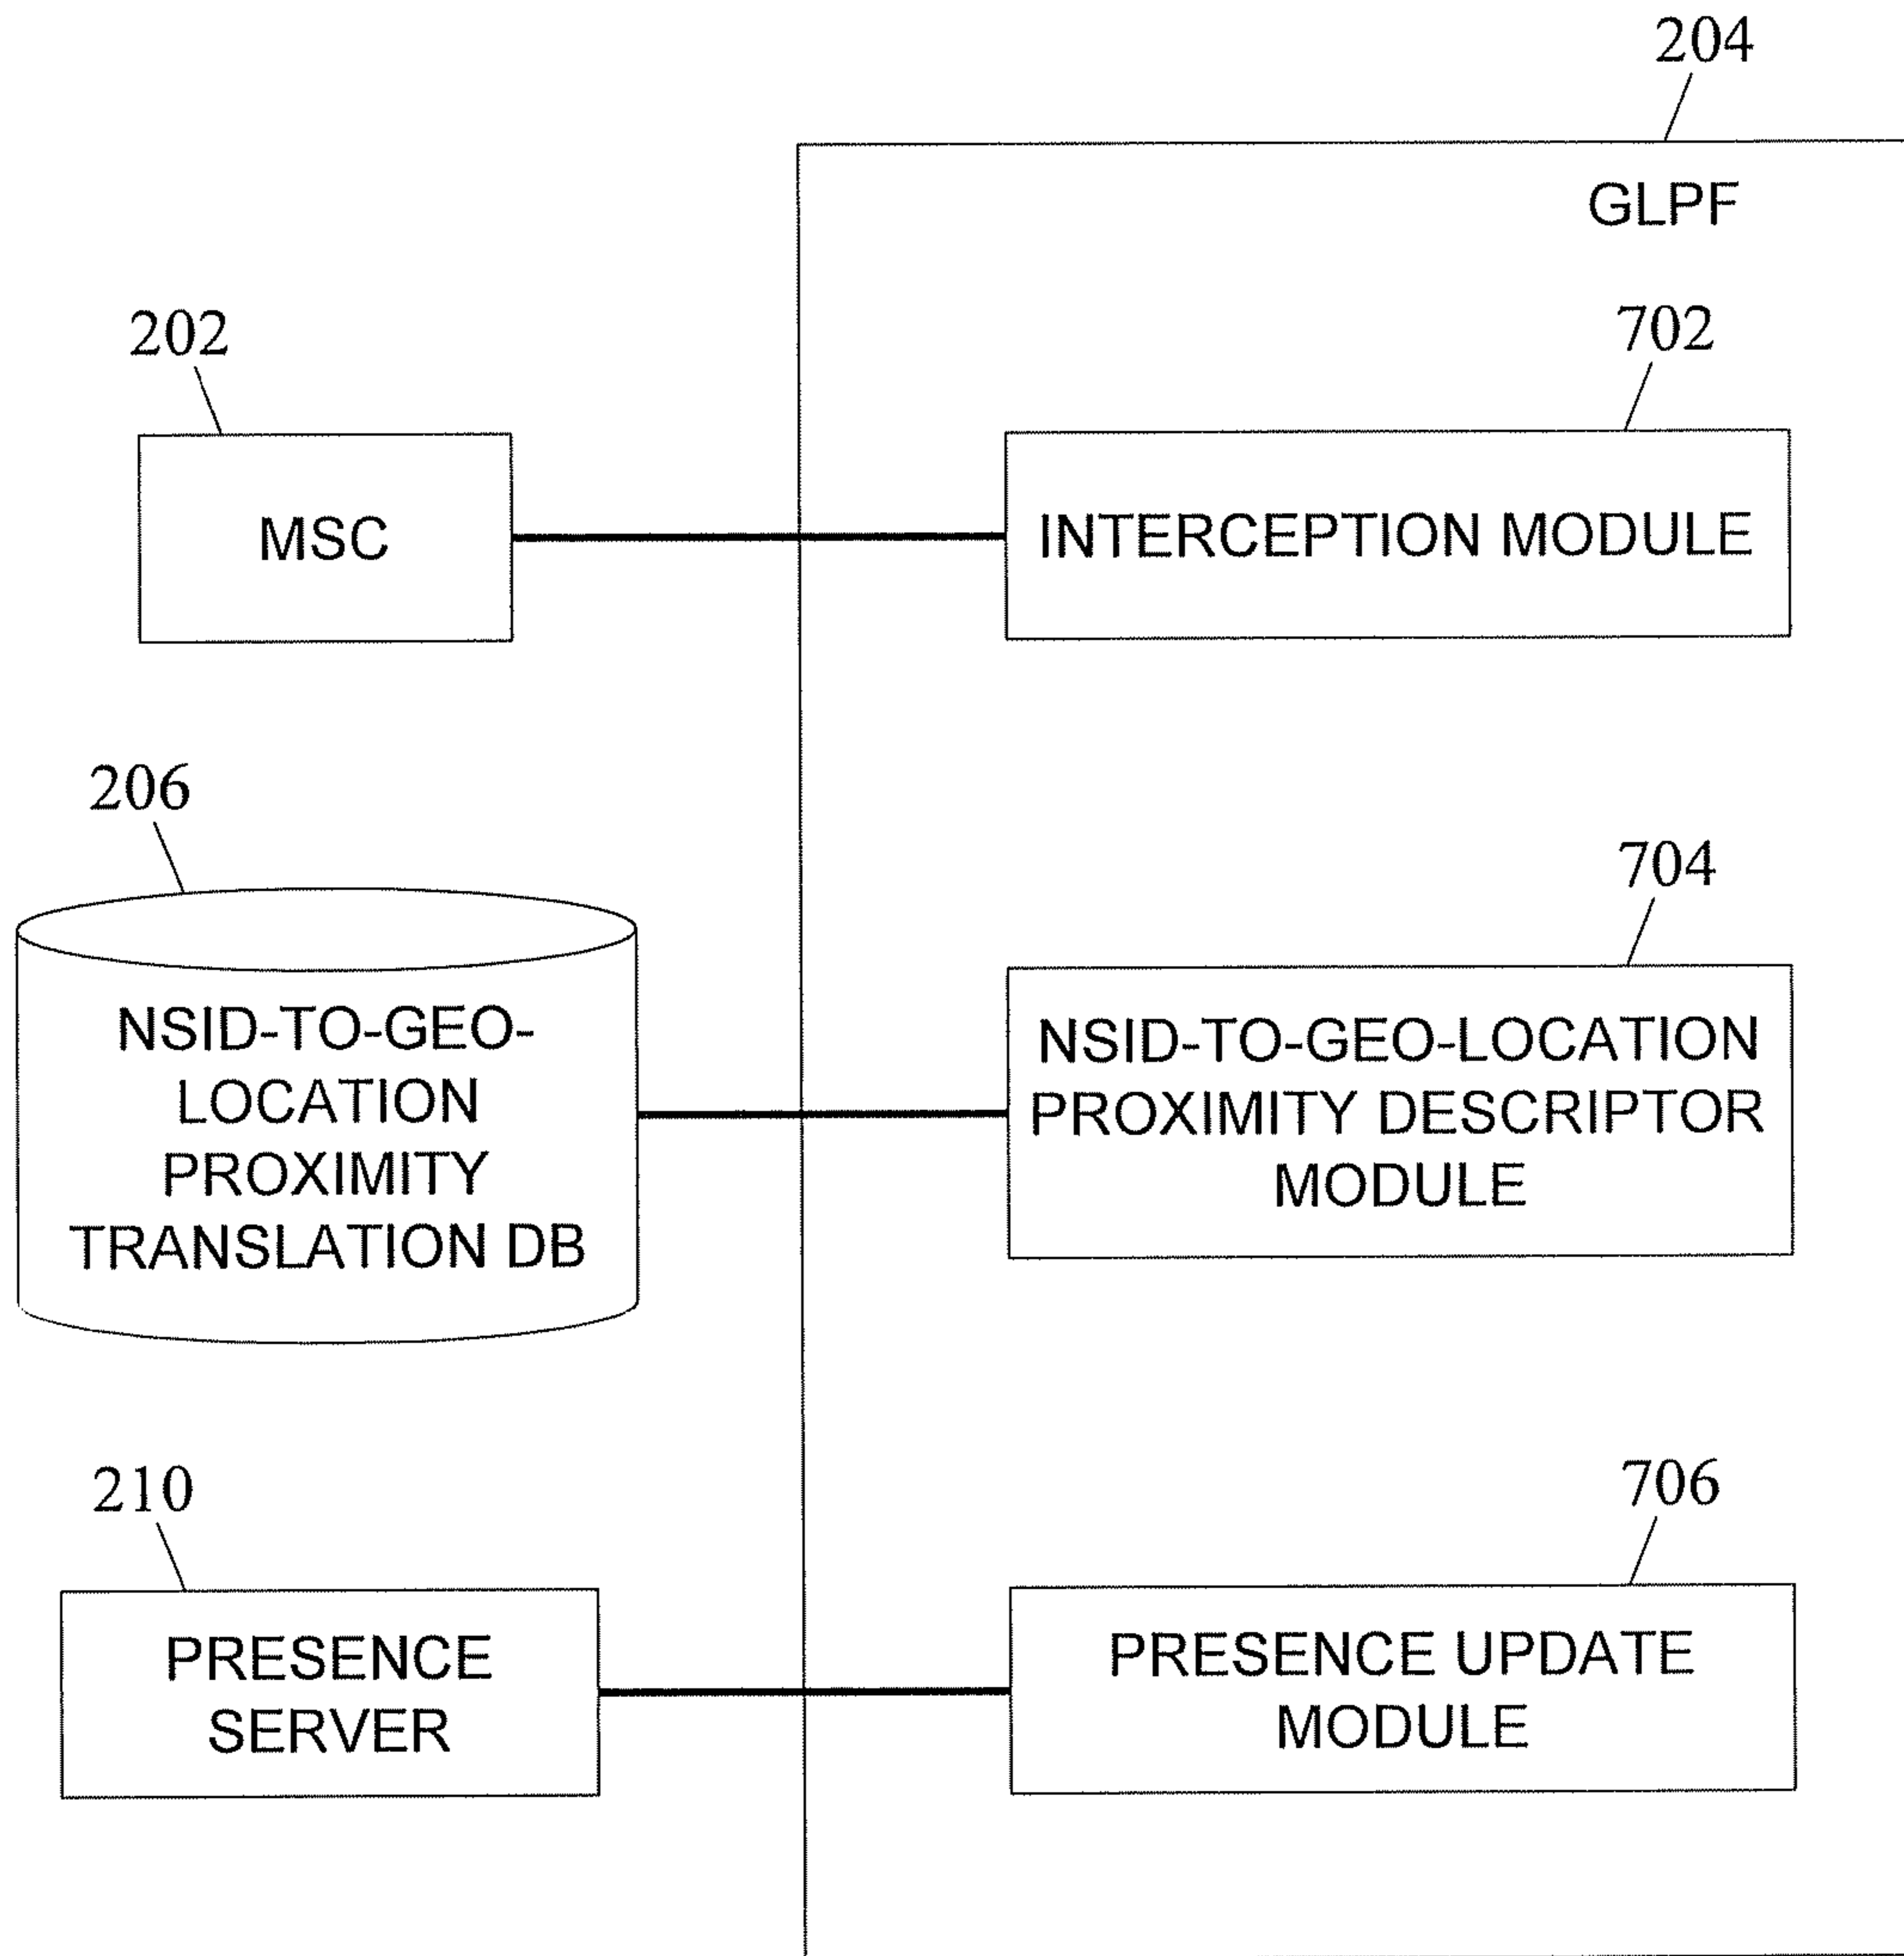 204
GLPF
202
702
MSC
INTERCEPTION MODULE
206
704
NSID-TO-GEO-
LOCATION
PROXIMITY
TRANSLATION DB
NSID-TO-GEO-LOCATION
PROXIMITY DESCRIPTOR
MODULE
210
706
PRESENCE
SERVER
PRESENCE UPDATE
MODULE